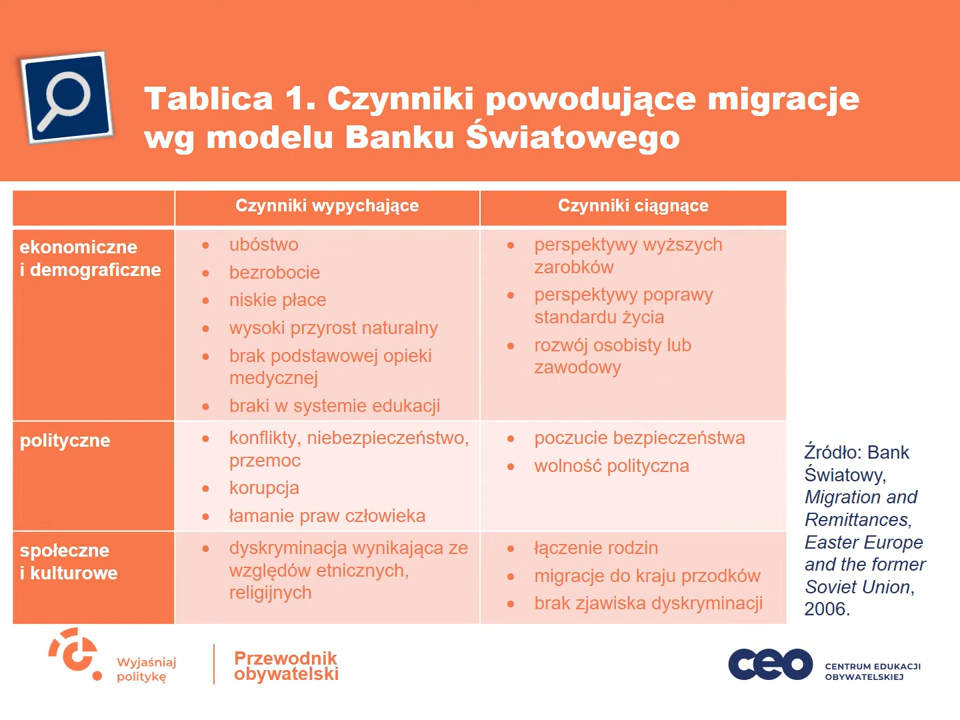 Tablica 1. Czynniki powodujące migracje
wg modelu Banku Światowego
Czynniki wypychające
Czynniki ciągnące
ekonomiczne
i demograficzne
• ubóstwo
• bezrobocie
• niskie płace
• wysoki przyrost naturalny
• brak podstawowej opieki
medycznej
• braki w systemie edukacji
• perspektywy wyższych
zarobków
• perspektywy poprawy
standardu życia
• rozwój osobisty lub
zawodowy
polityczne
• konflikty, niebezpieczeństwo,
przemoc
• korupcja
• łamanie praw człowieka
• poczucie bezpieczeństwa
• wolność polityczna
społeczne
i kulturowe
• dyskryminacja wynikająca ze
względów etnicznych,
religijnych
• łączenie rodzin
• migracje do kraju przodków
• brak zjawiska dyskryminacji
Źródło: Bank
Światowy,
Migration and
Remittances,
Easter Europe
and the former
Soviet Union,
2006.
Wyjaśniaj
politykę
Przewodnik
obywatelski
ceo
CENTRUM EDUKACJI
OBYWATELSKIEJ